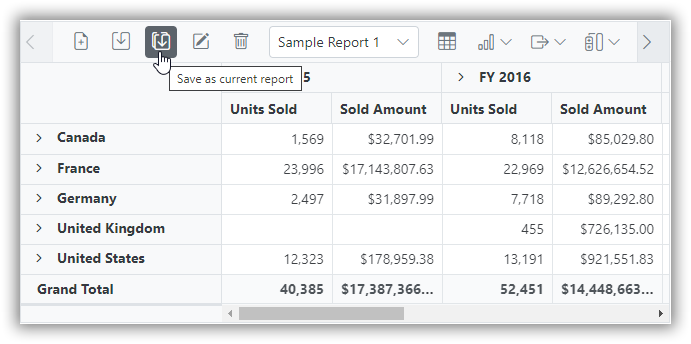 Sample Report 1
Save as current report
5 FY 2016
Units Sold Sold Amount Units Sold Sold Amount
Canada 1,569 $32,701.99 8,118 $85,029.80
France 23,996 $17,143,807.63 22,969 $12,626,654.52
Germany 2,497 $31,897.99 7,718 $89,292.80
United Kingdom 455 $726,135.00
United States 12,323 $178,959.38 13,191 $921,551.83
Grand Total 40,385 $17,387,366... 52,451 $14,448,663...